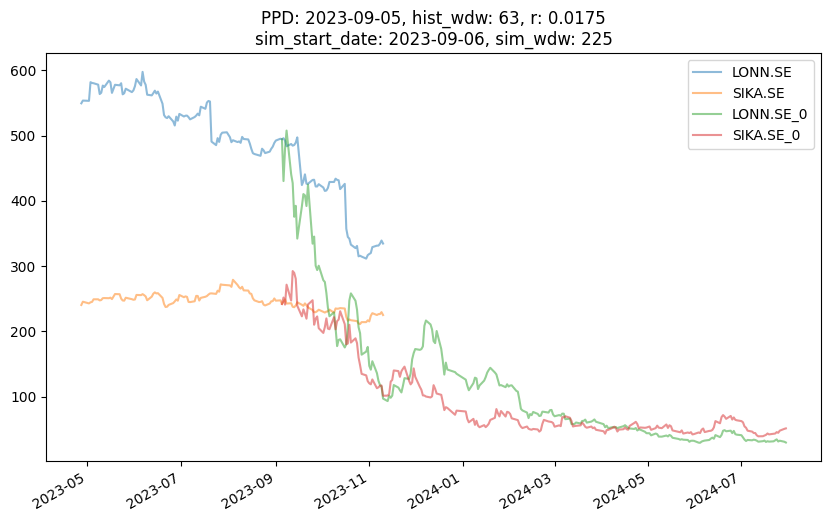 PPD: 2023-09-05, hist_wdw: 63, r: 0.0175
sim_start_date: 2023-09-06, sim_wdw: 225
LONN.SE
SIKA.SE
LONN.SE_0
SIKA.SE_0
600
500
400
300
200
100
2023-05
2023-07
2023-09
2023-11
2024-01
2024-03
2024-05
2024-07